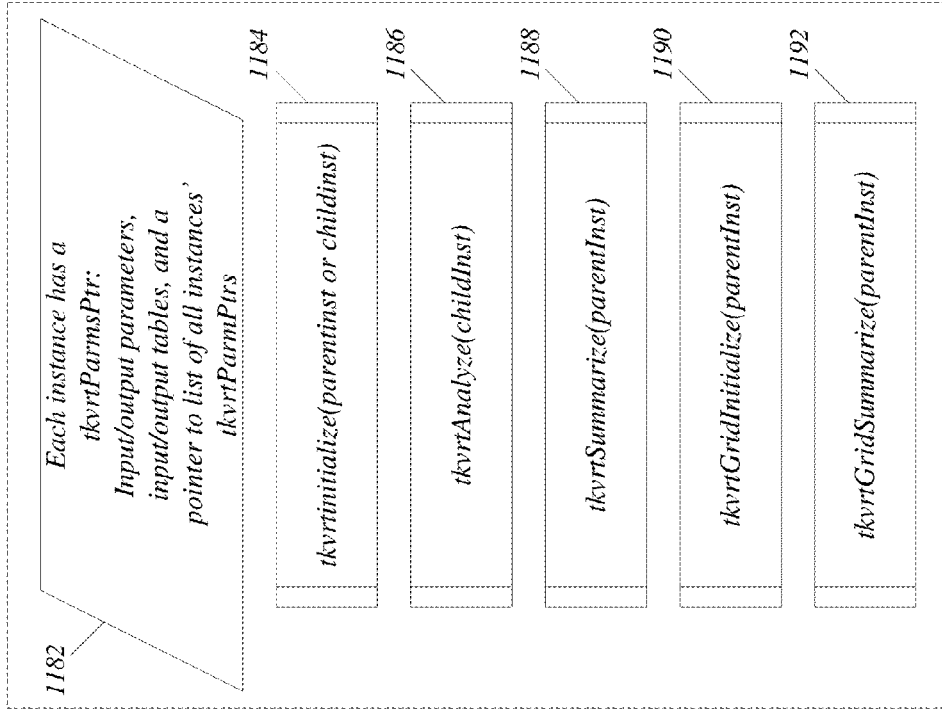 1182
Each instance has a
tkvrtParmsPtr:
Input/output parameters,
input/output tables, and a
pointer to list of all instances'
tkvrtParmPtrs
1184
tkvrtinitialize(parentinst or childinst)
1186
tkvrtAnalyze(childInst)
1188
tkvrtSummarize(parentInst)
1190
tkvrtGridInitialize(parentInst)
1192
tkvrtGridSummarize(parentInst)